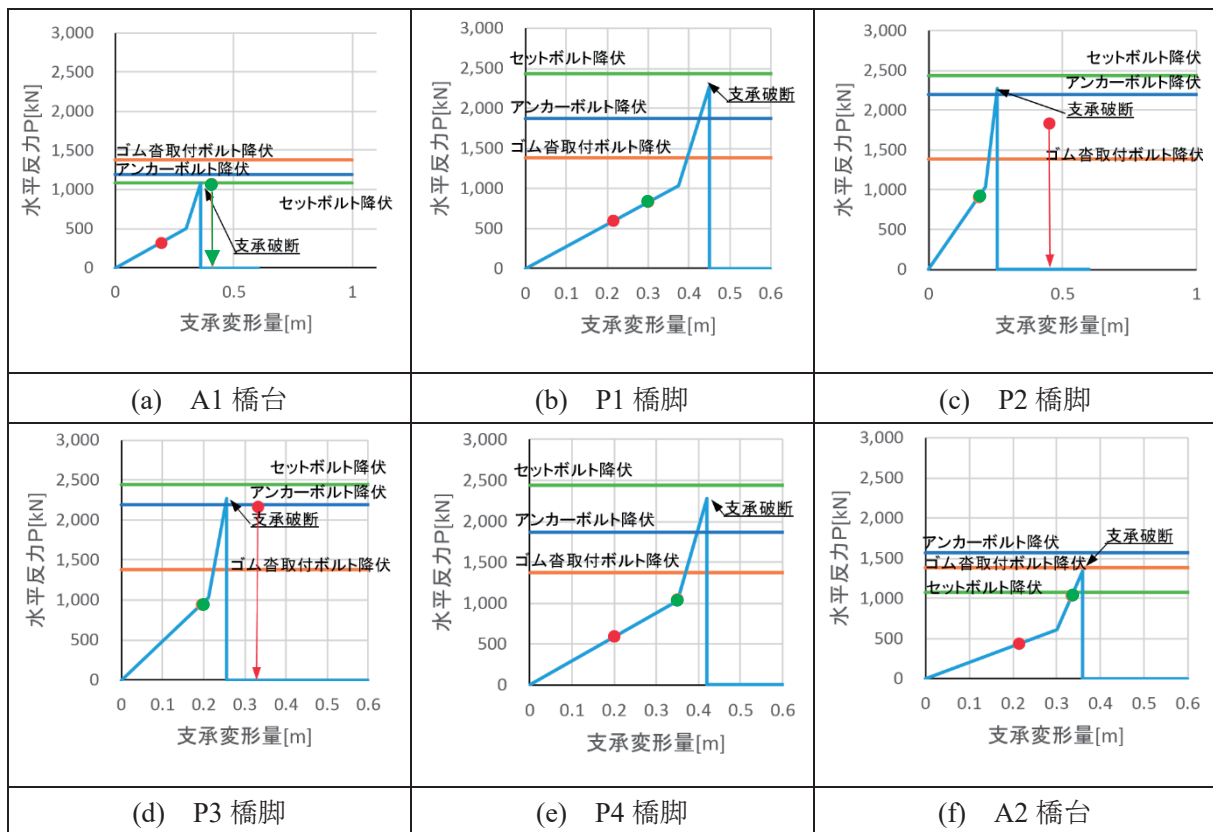 3,000
2,500
2,000
1,500
1,000
500
0
水平反力P[kN]
ゴム沓取付ボルト降伏
アンカーボルト降伏
セットボルト降伏
支承破断
0
0.5
1
支承変形量[m]
(a) A1 橋台
3,000
2,500
2,000
1,500
1,000
500
0
水平反力P[kN]
セットボルト降伏
支承破断
アンカーボルト降伏
ゴム沓取付ボルト降伏
0 0.1 0.2 0.3 0.4 0.5 0.6
支承変形量[m]
(b) P1 橋脚
3,000
2,500
2,000
1,500
1,000
500
0
水平反力P[kN]
セットボルト降伏
アンカーボルト降伏
支承破断
ゴム沓取付ボルト降伏
0 0.5 1
支承変形量[m]
(c) P2 橋脚
3,000
2,500
2,000
1,500
1,000
500
0
水平反力P[kN]
セットボルト降伏
アンカーボルト降伏
支承破断
ゴム沓取付ボルト降伏
0 0.1 0.2 0.3 0.4 0.5 0.6
支承変形量[m]
(d) P3 橋脚
3,000
2,500
2,000
1,500
1,000
500
0
水平反力P[kN]
セットボルト降伏
支承破断
アンカーボルト降伏
ゴム沓取付ボルト降伏
0 0.1 0.2 0.3 0.4 0.5 0.6
支承変形量[m]
(e) P4 橋脚
3,000
2,500
2,000
1,500
1,000
500
0
水平反力P[kN]
支承破断
アンカーボルト降伏
ゴム沓取付ボルト降伏
セットボルト降伏
0 0.1 0.2 0.3 0.4 0.5 0.6
支承変形量[m]
(f) A2 橋台